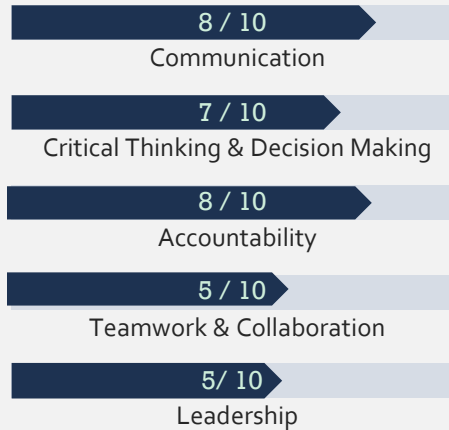 8 / 10
Communication
7 / 10
Critical Thinking & Decision Making
8 / 10
Accountability
5 / 10
Teamwork & Collaboration
5/ 10
Leadership